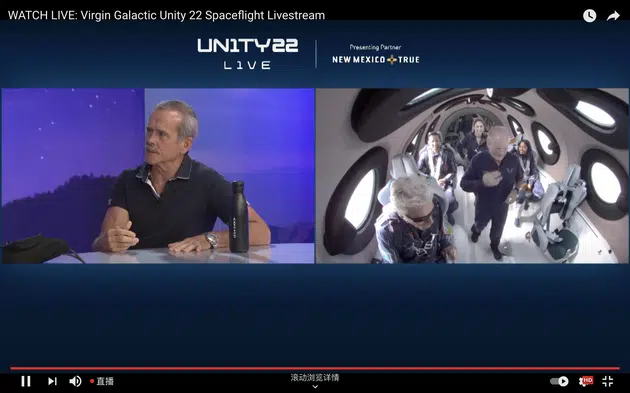 WATCH LIVE: Virgin Galactic Unity 22 Spaceflight Livestream
UN1TY22
L1VE
Presenting Partner
NEW MEXICO TRUE
直播
滚动浏览详情
HD